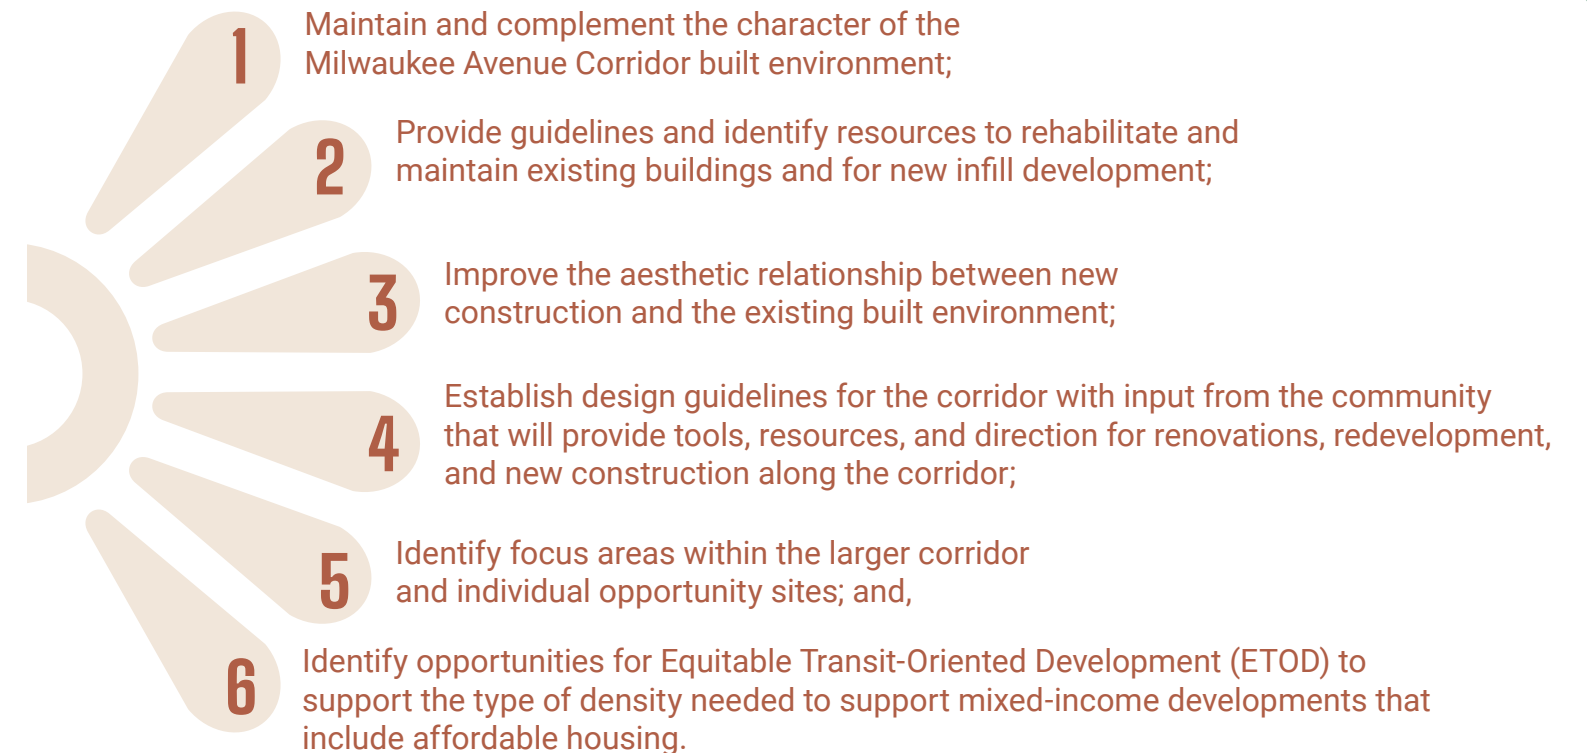 1
Maintain and complement the character of the
Milwaukee Avenue Corridor built environment;
2
Provide guidelines and identify resources to rehabilitate and
maintain existing buildings and for new infill development;
3
Improve the aesthetic relationship between new
construction and the existing built environment;
4
Establish design guidelines for the corridor with input from the community
that will provide tools, resources, and direction for renovations, redevelopment,
and new construction along the corridor;
5
Identify focus areas within the larger corridor
and individual opportunity sites; and,
6
Identify opportunities for Equitable Transit-Oriented Development (ETOD) to
support the type of density needed to support mixed-income developments that
include affordable housing.